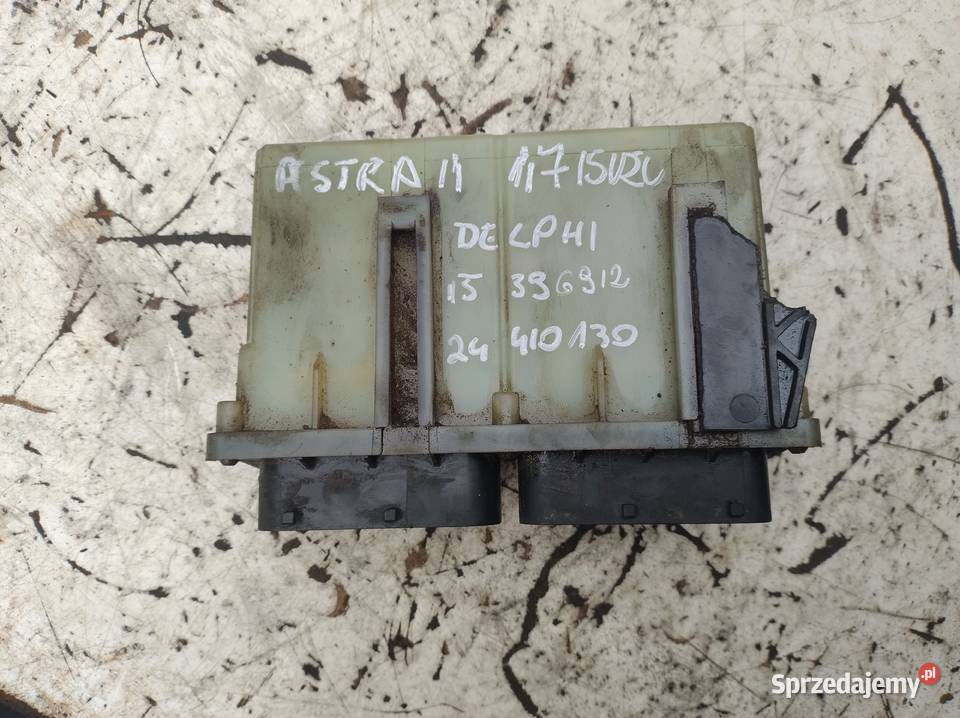 ASTRA II 1,7 ISUZU
DELPHI
15 396912
24 410130
Sprzedajemy.pl